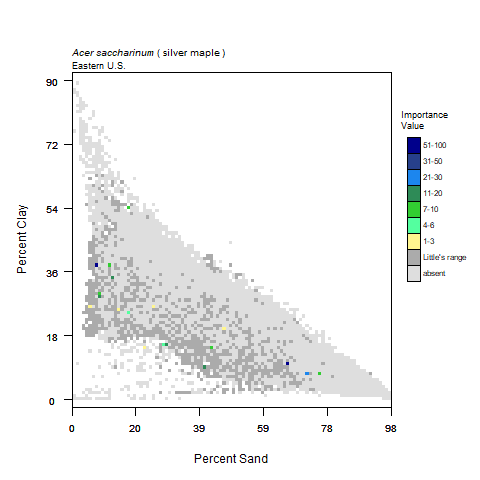 Acer saccharinum ( silver maple )
Eastern U.S.
Importance
Value
51-100
31-50
21-30
11-20
7-10
4-6
1-3
Little's range
absent
90
72
54
36
18
0
Percent Clay
0
20
39
59
78
98
Percent Sand